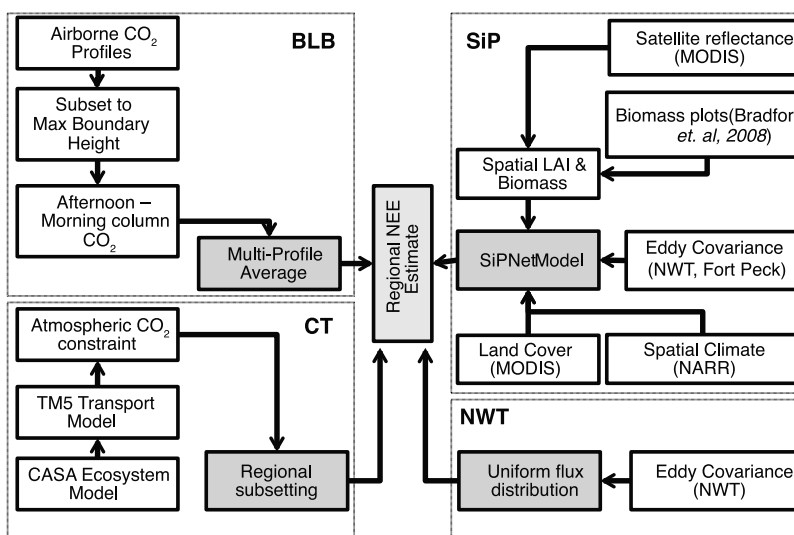 BLB
Airborne CO₂
Profiles
Subset to
Max Boundary
Height
Afternoon –
Morning column
CO₂
Multi-Profile
Average
CT
Atmospheric CO₂
constraint
TM5 Transport
Model
CASA Ecosystem
Model
Regional
subsetting
Regional NEE
Estimate
SiP
Satellite reflectance
(MODIS)
Biomass plots(Bradfor
et. al, 2008)
Spatial LAI &
Biomass
SiPNetModel
Eddy Covariance
(NWT, Fort Peck)
Land Cover
(MODIS)
Spatial Climate
(NARR)
NWT
Uniform flux
distribution
Eddy Covariance
(NWT)